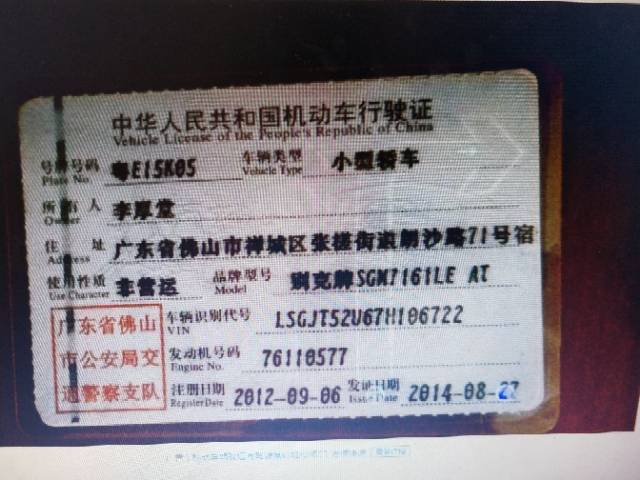 中华人民共和国机动车行驶证
Vehicle License of the People's Republic of China
号牌号码 粤E15K05 车辆类型 小型轿车
Plate No. Vehicle Type
所有人 李厚堂
Owner
住址 广东省佛山市禅城区张槎街道朗沙路71号宿
Address
使用性质 非营运 品牌型号 别克牌SGM7161LE AT
Use Character Model
广东省佛山 车辆识别代号 LSGJT52U67H106722
VIN
市公安局交 发动机号码 76110577
Engine No.
通警察支队 注册日期 2012-09-06 发证日期 2014-08-27
Register Date Issue Date